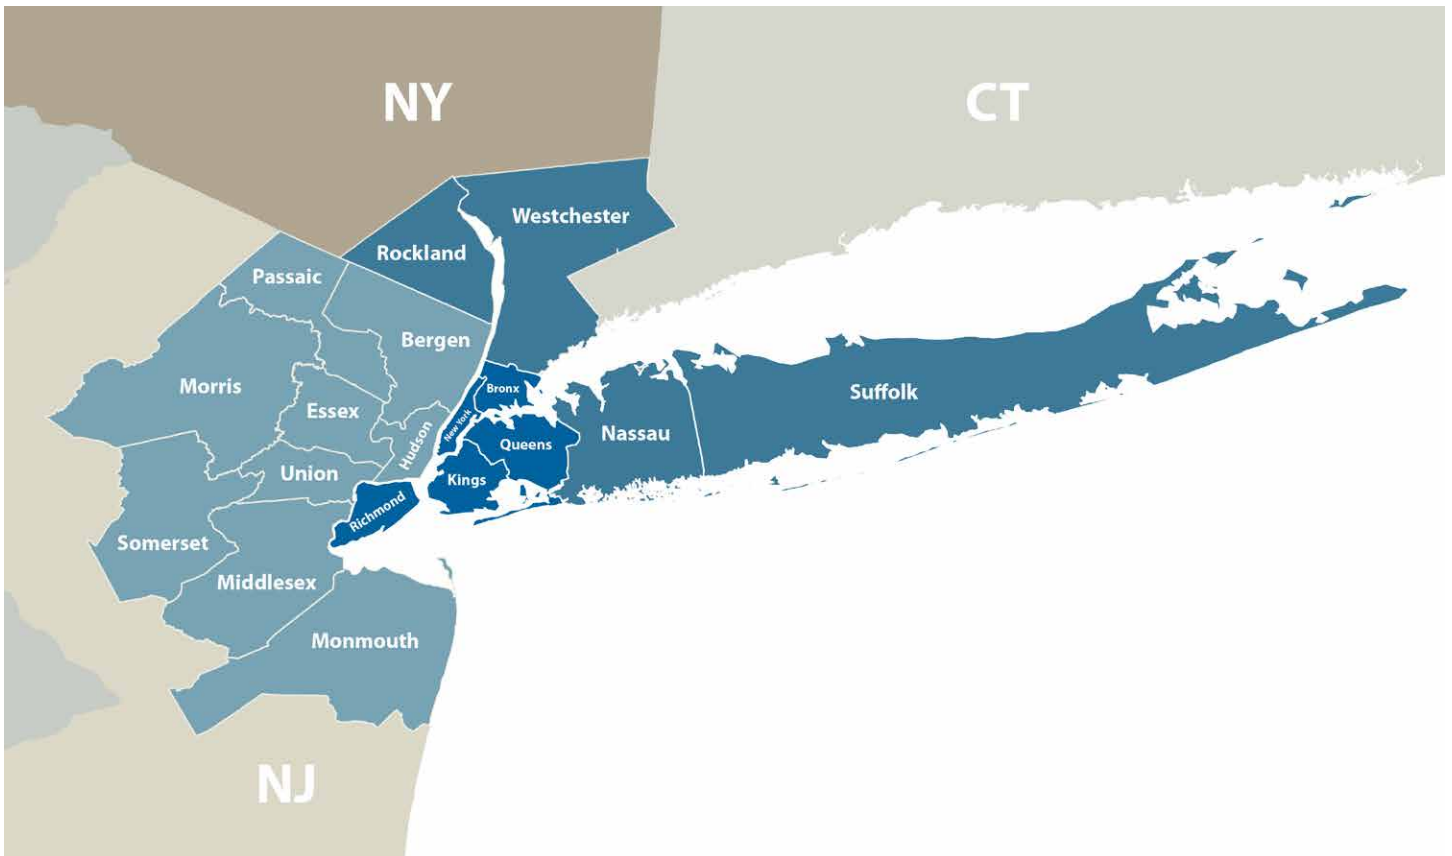 NY
CT
Westchester
Rockland
Passaic
Bergen
Morris
Bronx
Suffolk
Essex
New York
Nassau
Hudson
Queens
Union
Kings
Richmond
Somerset
Middlesex
Monmouth
NJ